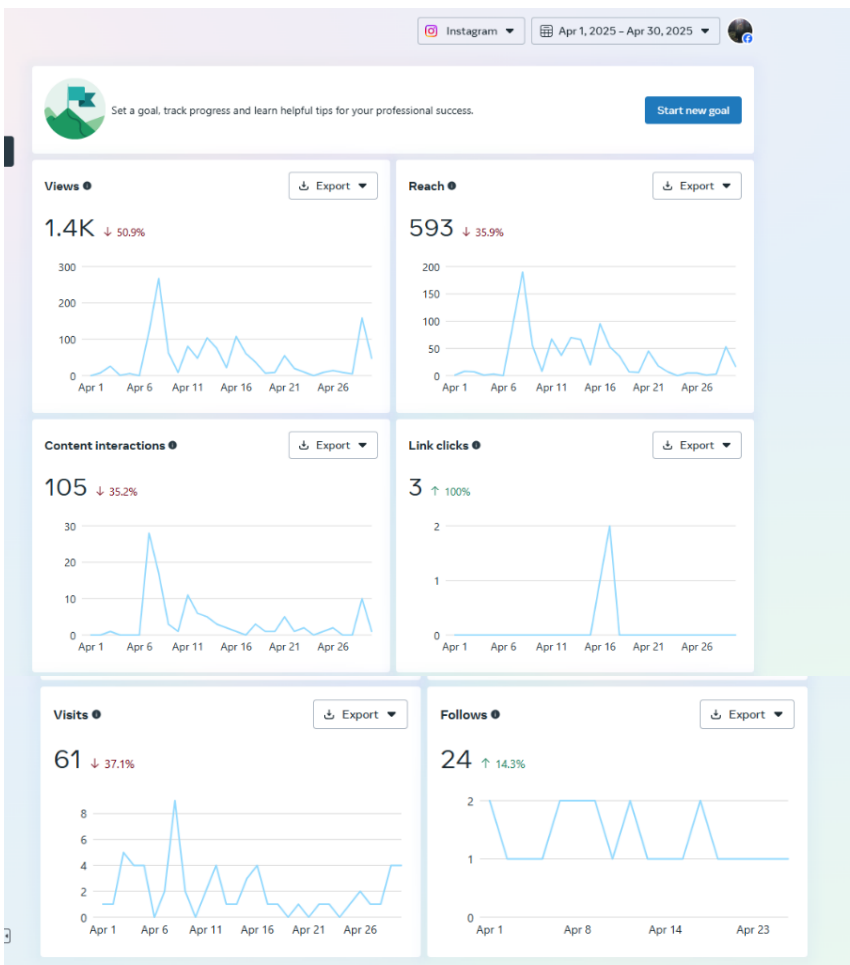 Instagram
Apr 1, 2025 – Apr 30, 2025
Set a goal, track progress and learn helpful tips for your professional success.
Start new goal
Views
Export
1.4K ↓ 50.9%
300
200
100
0
Apr 1 Apr 6 Apr 11 Apr 16 Apr 21 Apr 26
Reach
Export
593 ↓ 35.9%
200
150
100
50
0
Apr 1 Apr 6 Apr 11 Apr 16 Apr 21 Apr 26
Content interactions
Export
105 ↓ 35.2%
30
20
10
0
Apr 1 Apr 6 Apr 11 Apr 16 Apr 21 Apr 26
Link clicks
Export
3 ↑ 100%
2
1
0
Apr 1 Apr 6 Apr 11 Apr 16 Apr 21 Apr 26
Visits
Export
61 ↓ 37.1%
8
6
4
2
0
Apr 1 Apr 6 Apr 11 Apr 16 Apr 21 Apr 26
Follows
Export
24 ↑ 14.3%
2
1
0
Apr 1 Apr 8 Apr 14 Apr 23